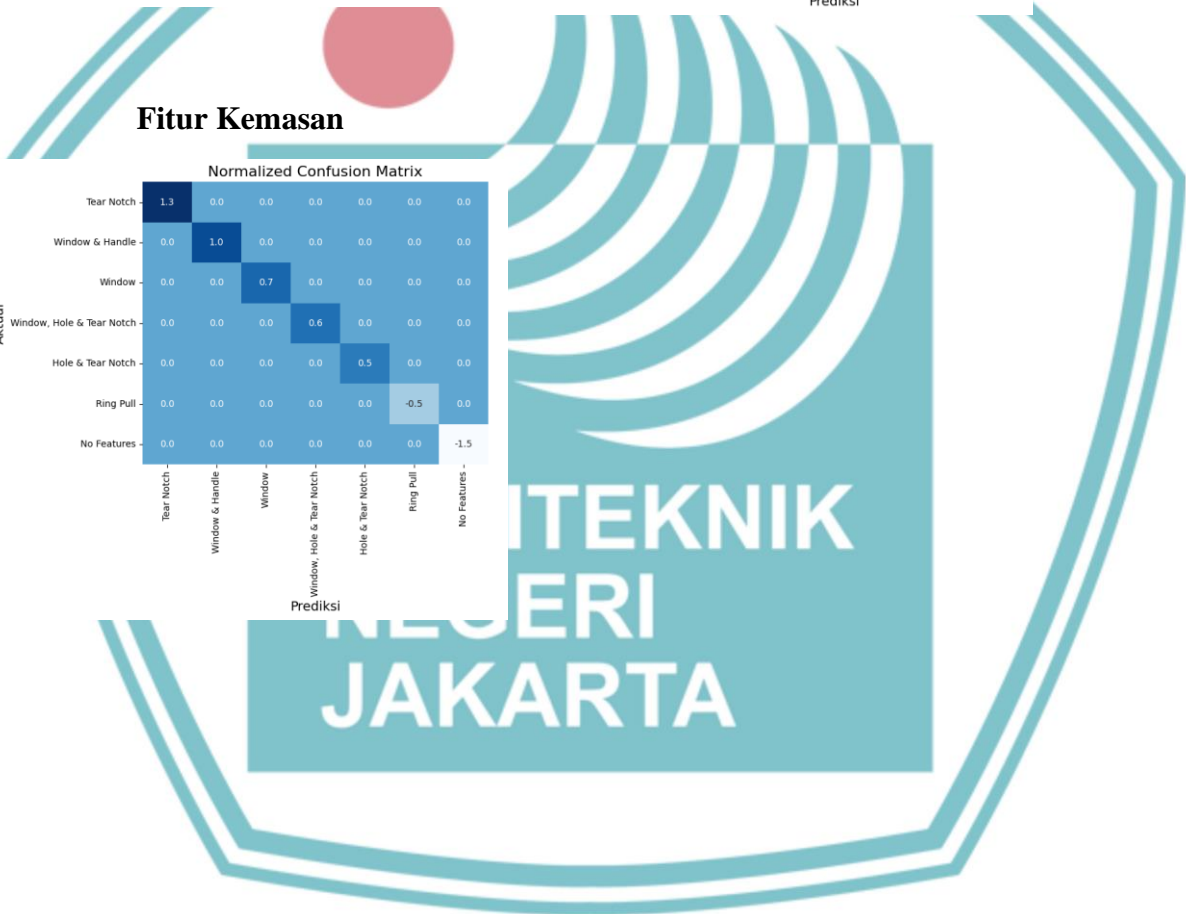 Prediksi
Fitur Kemasan
Normalized Confusion Matrix
Tear Notch 1.3 0.0 0.0 0.0 0.0 0.0 0.0
Window & Handle 0.0 1.0 0.0 0.0 0.0 0.0 0.0
Window 0.0 0.0 0.7 0.0 0.0 0.0 0.0
Window, Hole & Tear Notch 0.0 0.0 0.0 0.6 0.0 0.0 0.0
Hole & Tear Notch 0.0 0.0 0.0 0.0 0.5 0.0 0.0
Ring Pull 0.0 0.0 0.0 0.0 0.0 -0.5 0.0
No Features 0.0 0.0 0.0 0.0 0.0 0.0 -1.5
Tear Notch
Window & Handle
Window
Window, Hole & Tear Notch
Hole & Tear Notch
Ring Pull
No Features
Prediksi
ITEKNIK
NEGERI
JAKARTA